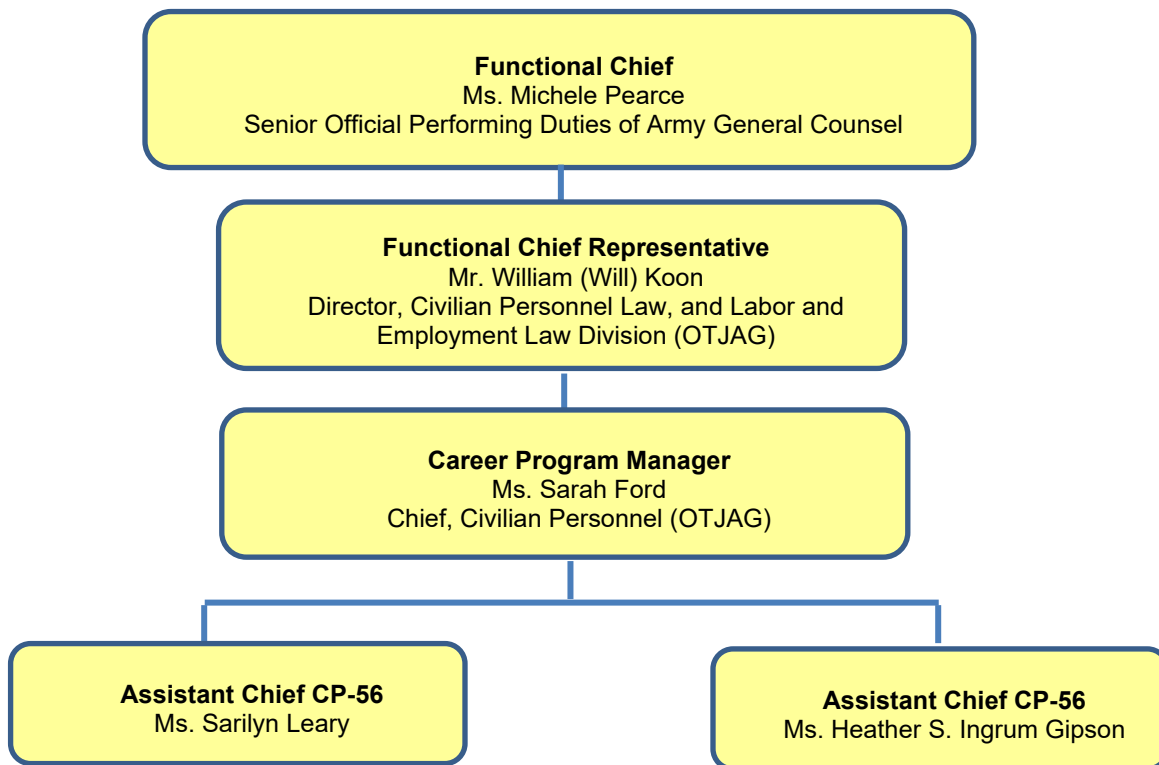 Functional Chief
Ms. Michele Pearce
Senior Official Performing Duties of Army General Counsel
Functional Chief Representative
Mr. William (Will) Koon
Director, Civilian Personnel Law, and Labor and
Employment Law Division (OTJAG)
Career Program Manager
Ms. Sarah Ford
Chief, Civilian Personnel (OTJAG)
Assistant Chief CP-56
Ms. Sarilyn Leary
Assistant Chief CP-56
Ms. Heather S. Ingrum Gipson